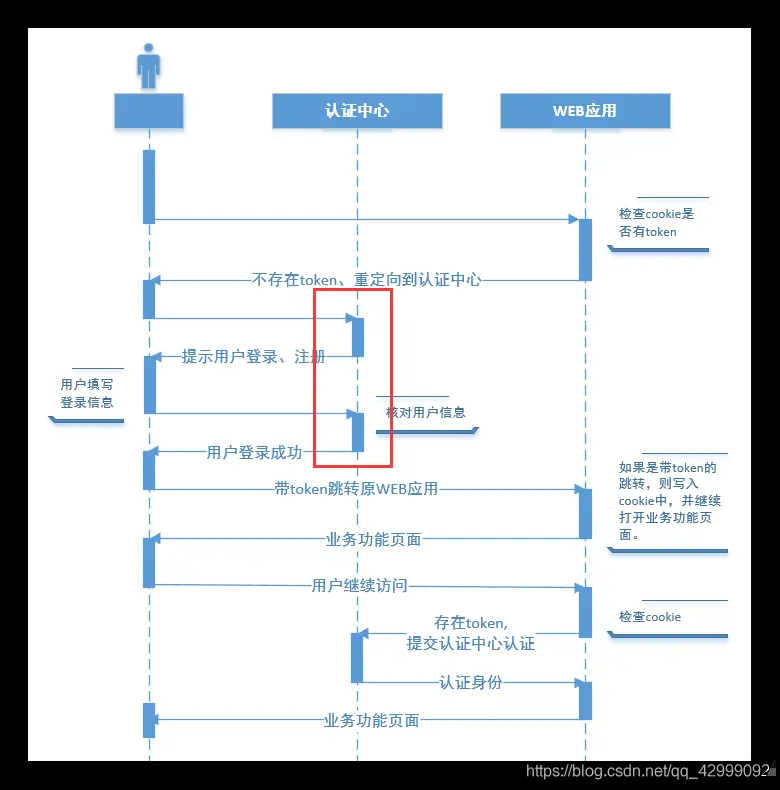 认证中心
WEB应用
检查cookie是
否有token
不存在token、重定向到认证中心
提示用户登录、注册
用户填写
登录信息
核对用户信息
用户登录成功
如果是带token的
跳转，则写入
cookie中，并继续
打开业务功能页
面。
带token跳转原WEB应用
业务功能页面
用户继续访问
检查cookie
存在token,
提交认证中心认证
认证身份
业务功能页面
https://blog.csdn.net/qq_42999092